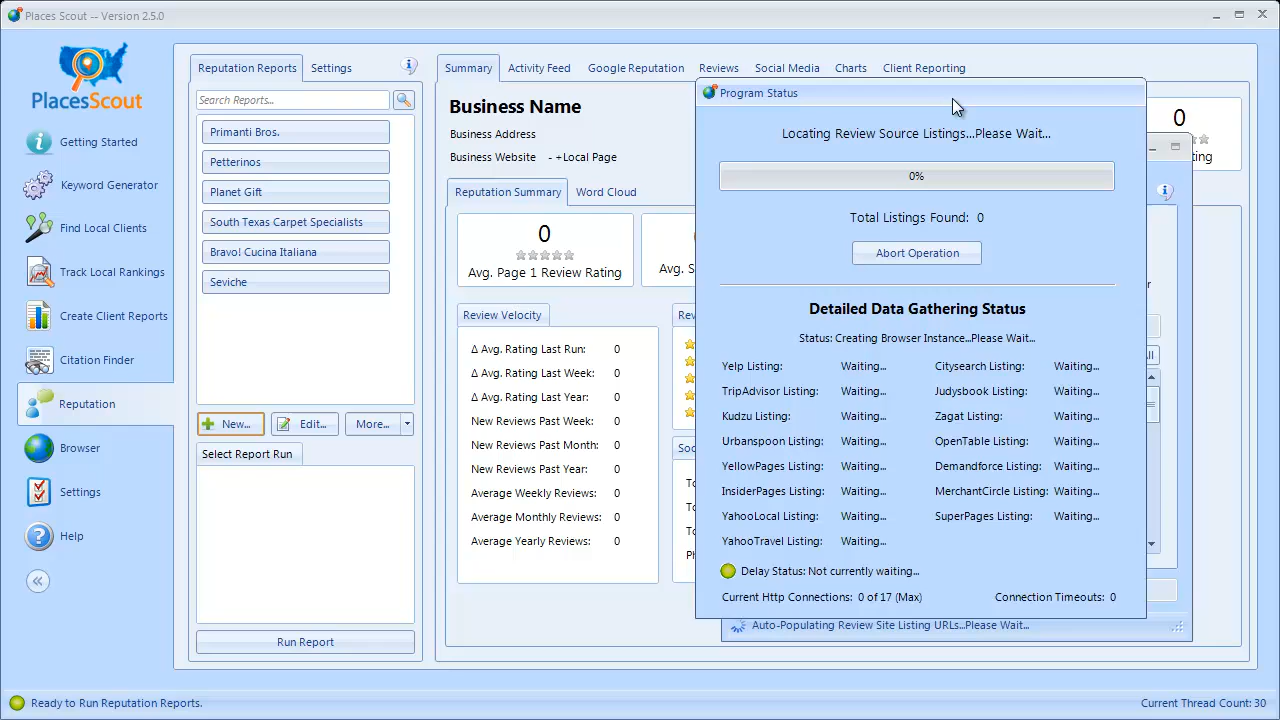 Places Scout -- Version 2.5.0
PlacesScout
Getting Started
Keyword Generator
Find Local Clients
Track Local Rankings
Create Client Reports
Citation Finder
Reputation
Browser
Settings
Help
Reputation Reports
Settings
Search Reports...
Primanti Bros.
Petterinos
Planet Gift
South Texas Carpet Specialists
Bravo! Cucina Italiana
Seviche
New...
Edit...
More...
Select Report Run
Run Report
Summary
Activity Feed
Google Reputation
Reviews
Social Media
Charts
Client Reporting
Business Name
Business Address
Business Website - +Local Page
Reputation Summary
Word Cloud
0
Avg. Page 1 Review Rating
Avg. S
0
Review Velocity
Δ Avg. Rating Last Run: 0
Δ Avg. Rating Last Week: 0
Δ Avg. Rating Last Year: 0
New Reviews Past Week: 0
New Reviews Past Month: 0
New Reviews Past Year: 0
Average Weekly Reviews: 0
Average Monthly Reviews: 0
Average Yearly Reviews: 0
Rev
Soc
To
To
To
Ph
Program Status
Locating Review Source Listings...Please Wait...
0%
Total Listings Found: 0
Abort Operation
Detailed Data Gathering Status
Status: Creating Browser Instance...Please Wait...
Yelp Listing: Waiting... Citysearch Listing: Waiting...
TripAdvisor Listing: Waiting... Judysbook Listing: Waiting...
Kudzu Listing: Waiting... Zagat Listing: Waiting...
Urbanspoon Listing: Waiting... OpenTable Listing: Waiting...
YellowPages Listing: Waiting... Demandforce Listing: Waiting...
InsiderPages Listing: Waiting... MerchantCircle Listing: Waiting...
YahooLocal Listing: Waiting... SuperPages Listing: Waiting...
YahooTravel Listing: Waiting...
Delay Status: Not currently waiting...
Current Http Connections: 0 of 17 (Max) Connection Timeouts: 0
Auto-Populating Review Site Listing URLs...Please Wait...
Ready to Run Reputation Reports.
Current Thread Count: 30